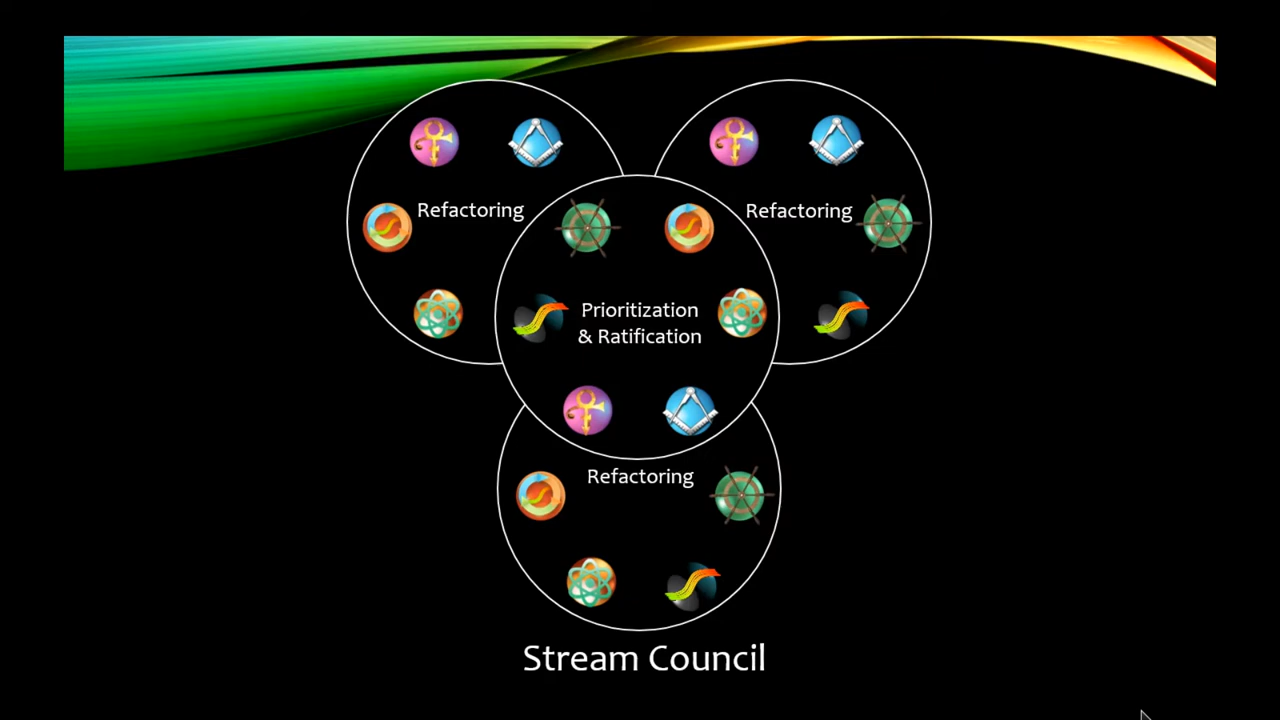 Refactoring
Refactoring
Prioritization
& Ratification
Refactoring
Stream Council